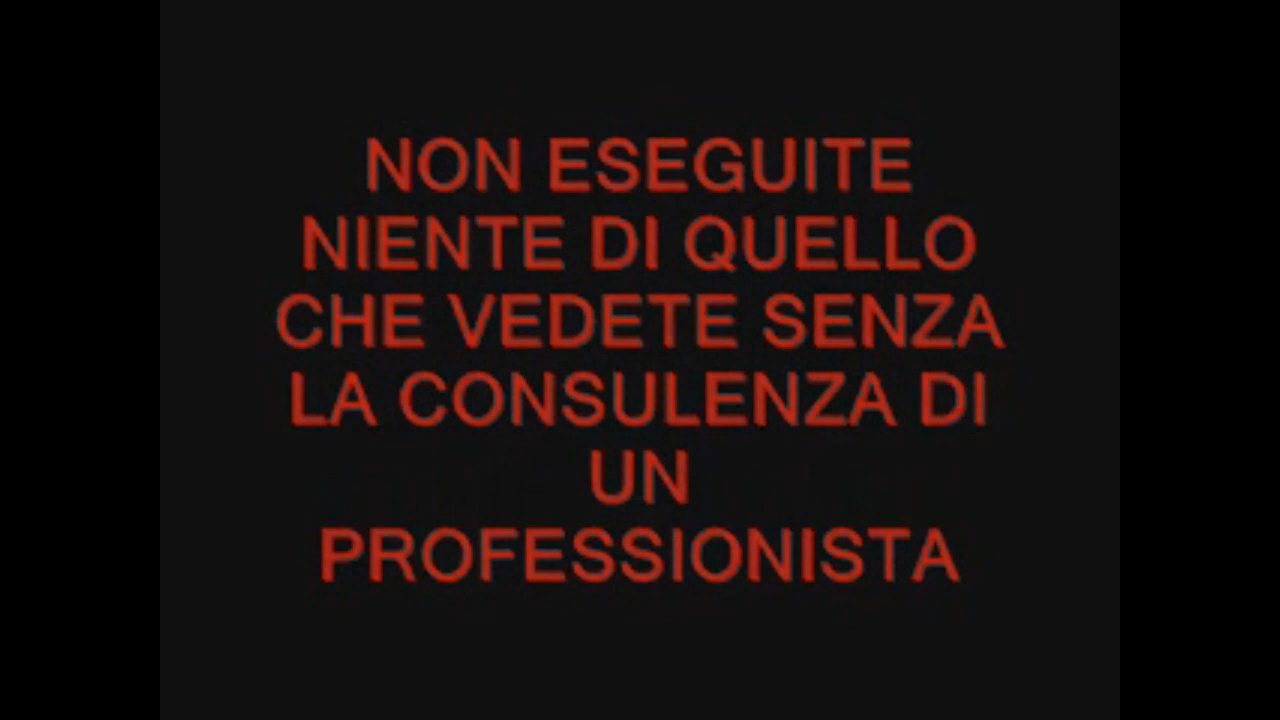 NON ESEGUITE
NIENTE DI QUELLO
CHE VEDETE SENZA
LA CONSULENZA DI
UN
PROFESSIONISTA